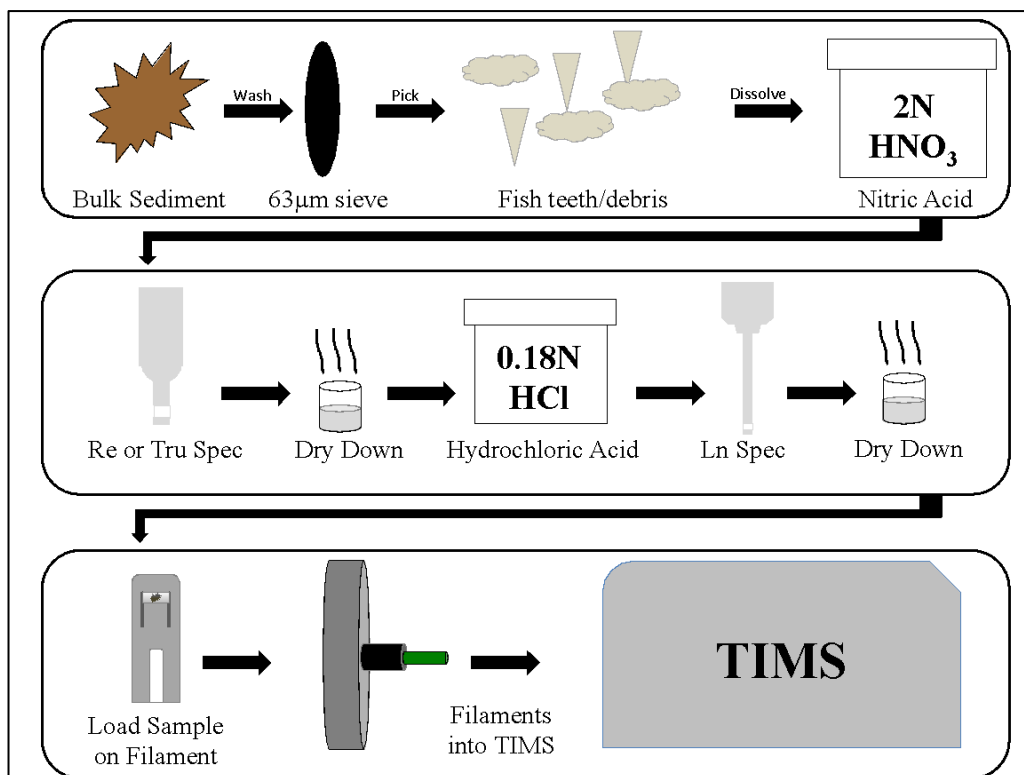 Wash
Pick
Dissolve
2N
HNO₃
Bulk Sediment
63μm sieve
Fish teeth/debris
Nitric Acid
0.18N
HCl
Re or Tru Spec
Dry Down
Hydrochloric Acid
Ln Spec
Dry Down
TIMS
Load Sample
on Filament
Filaments
into TIMS